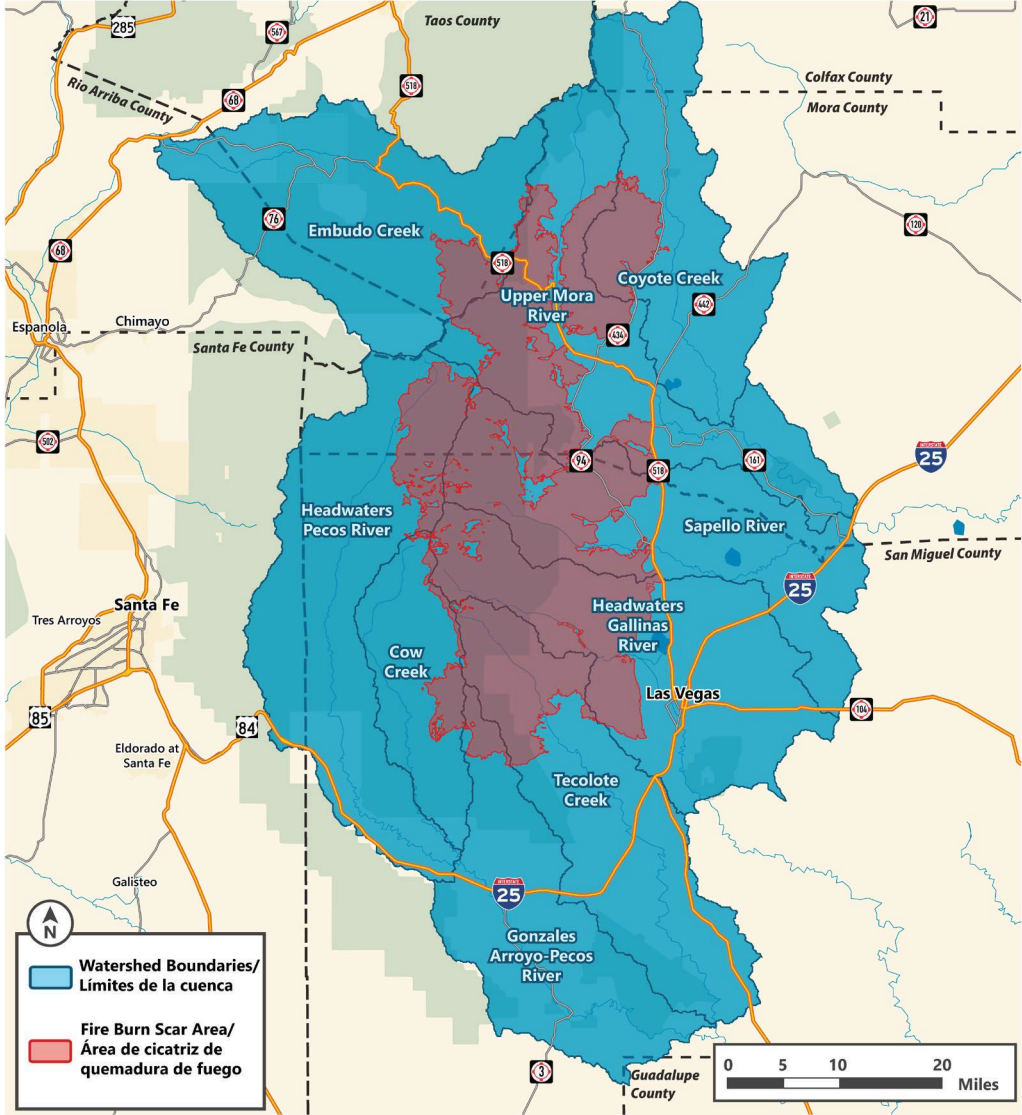 Taos County
21
285
567
518
Colfax County
Rio Arriba County
68
Mora County
76
120
Embudo Creek
68
518
Coyote Creek
Upper Mora
River
442
Espanola
Chimayo
434
Santa Fe County
502
94
518
161
INTERSTATE
25
Headwaters
Pecos River
Sapello River
San Miguel County
INTERSTATE
25
Santa Fe
Headwaters
Gallinas
River
Tres Arroyos
Cow
Creek
Las Vegas
85
84
104
Eldorado at
Santa Fe
Tecolote
Creek
Galisteo
INTERSTATE
25
N
Gonzales
Arroyo-Pecos
River
Watershed Boundaries/
Límites de la cuenca
Fire Burn Scar Area/
Área de cicatriz de
quemadura de fuego
3
Guadalupe
County
0 5 10 20
Miles